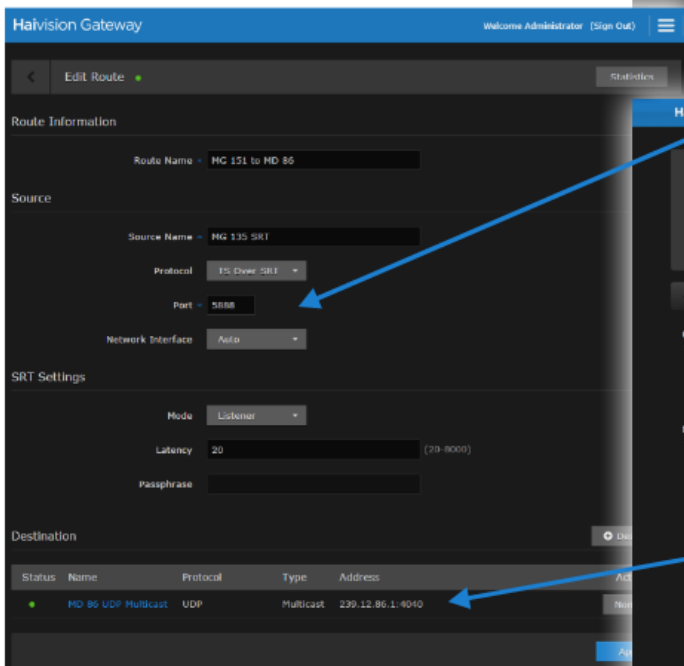 Haivision Gateway
Welcome Administrator (Sign Out)
Edit Route
Statistics
Route Information
Route Name MG 151 to MD 86
Source
Source Name MG 135 SRT
Protocol TS Over SRT
Port 5888
Network Interface Auto
SRT Settings
Mode Listener
Latency 20 (20-8000)
Passphrase
Destination
Status Name Protocol Type Address
MD 86 UDP Multicast UDP Multicast 239.12.86.1:4040